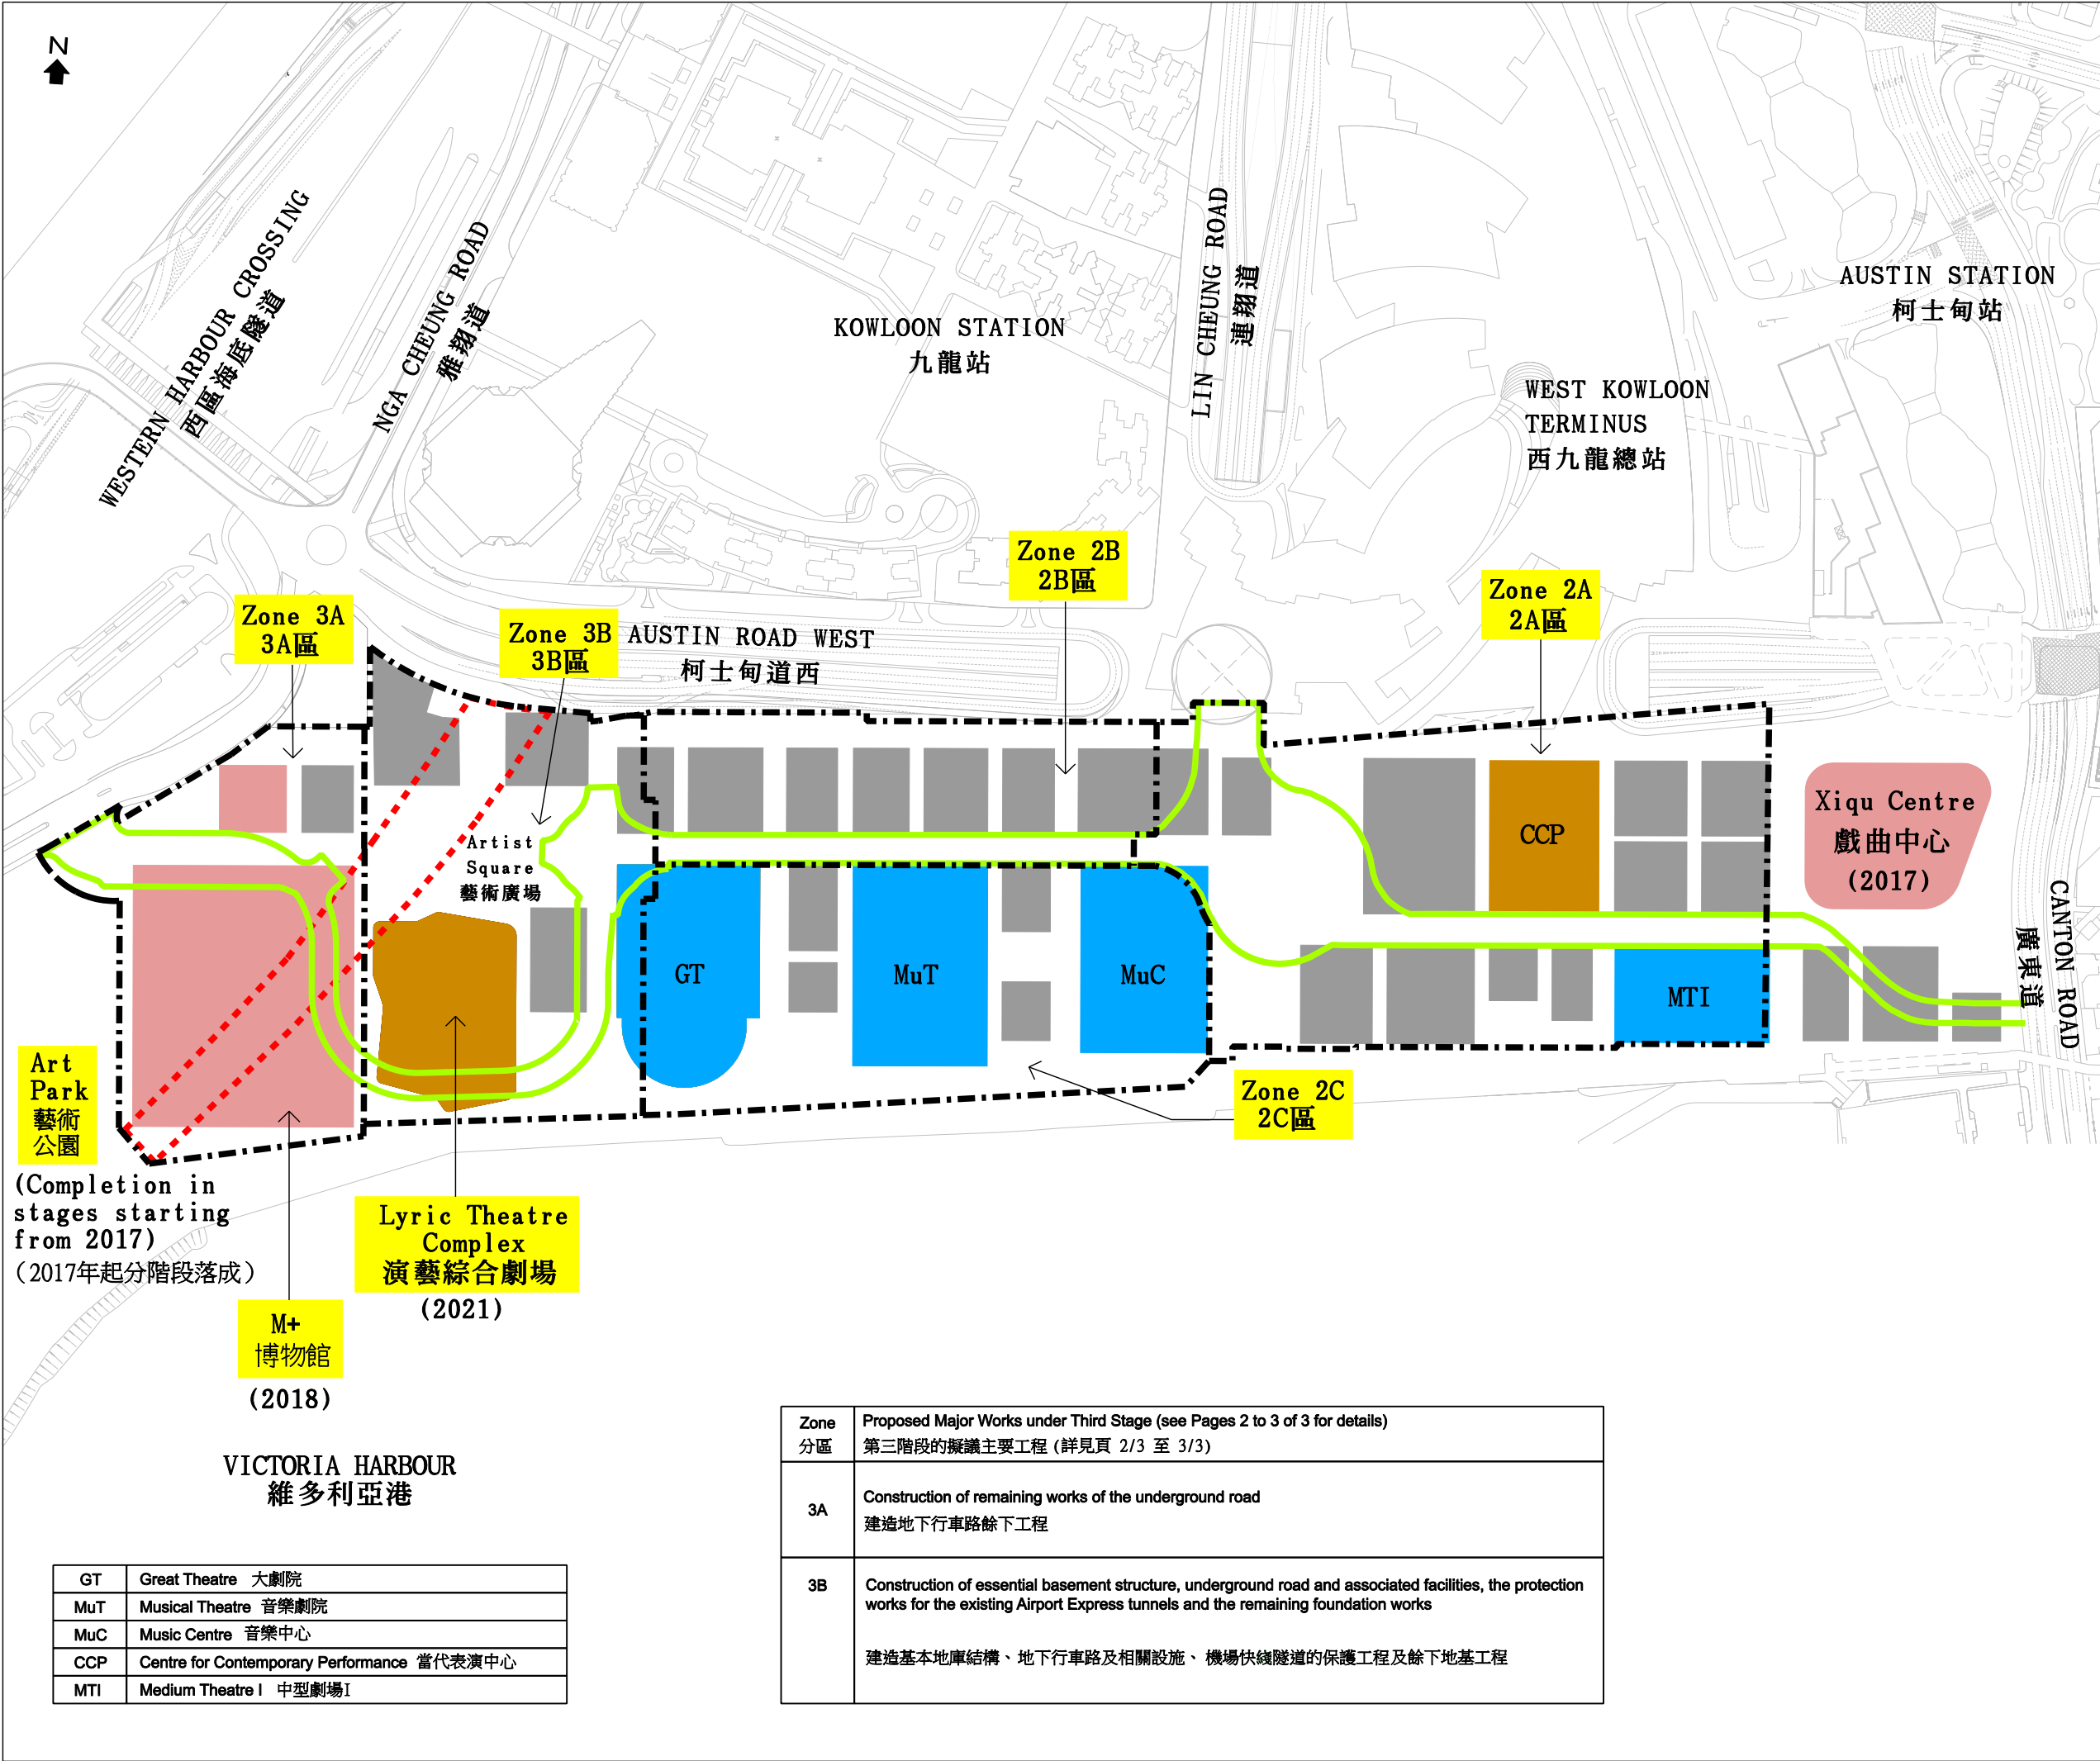 N
WESTERN HARBOUR CROSSING
西區海底隧道
NGA CHEUNG ROAD
雅翔道
KOWLOON STATION
九龍站
LIN CHEUNG ROAD
連翔道
WEST KOWLOON
TERMINUS
西九龍總站
AUSTIN STATION
柯士甸站
Zone 3A
3A區
Zone 3B
3B區
AUSTIN ROAD WEST
柯士甸道西
Zone 2B
2B區
Zone 2A
2A區
Artist
Square
藝術廣場
CCP
Xiqu Centre
戲曲中心
(2017)
CANTON ROAD
廣東道
GT
MuT
MuC
MTI
Zone 2C
2C區
Art
Park
藝術
公園
(Completion in
stages starting
from 2017)
（2017年起分階段落成）
Lyric Theatre
Complex
演藝綜合劇場
(2021)
M+
博物館
(2018)
VICTORIA HARBOUR
維多利亞港
Zone Proposed Major Works under Third Stage (see Pages 2 to 3 of 3 for details)
分區 第三階段的擬議主要工程 (詳見頁 2/3 至 3/3)
3A Construction of remaining works of the underground road
建造地下行車路餘下工程
3B Construction of essential basement structure, underground road and associated facilities, the protection
works for the existing Airport Express tunnels and the remaining foundation works
建造基本地庫結構、地下行車路及相關設施、機場快綫隧道的保護工程及餘下地基工程
GT Great Theatre 大劇院
MuT Musical Theatre 音樂劇院
MuC Music Centre 音樂中心
CCP Centre for Contemporary Performance 當代表演中心
MTI Medium Theatre I 中型劇場I